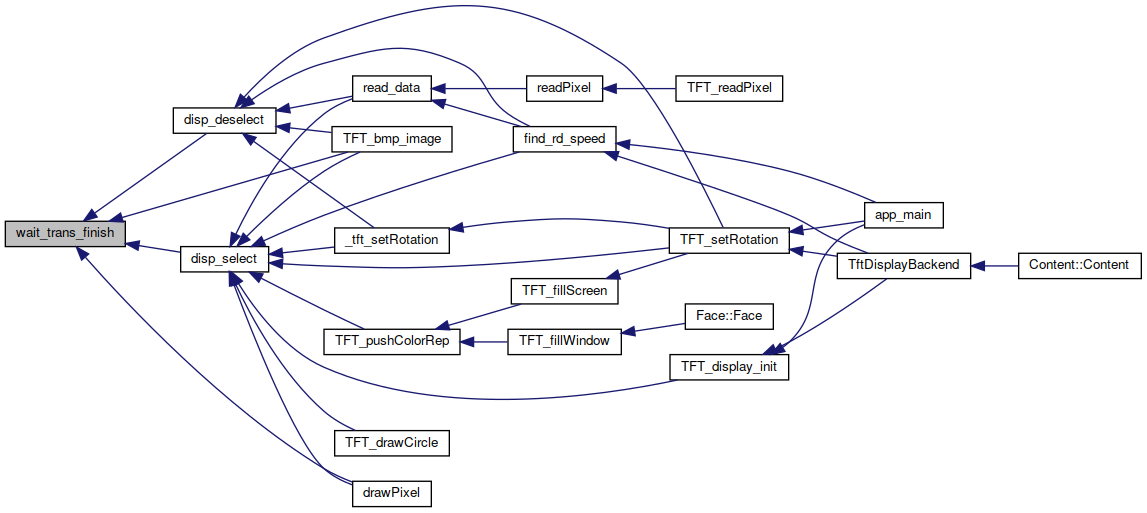 read_data
readPixel
TFT_readPixel
disp_deselect
TFT_bmp_image
find_rd_speed
app_main
wait_trans_finish
_tft_setRotation
TFT_setRotation
disp_select
TftDisplayBackend
Content::Content
TFT_fillScreen
Face::Face
TFT_pushColorRep
TFT_fillWindow
TFT_display_init
TFT_drawCircle
drawPixel